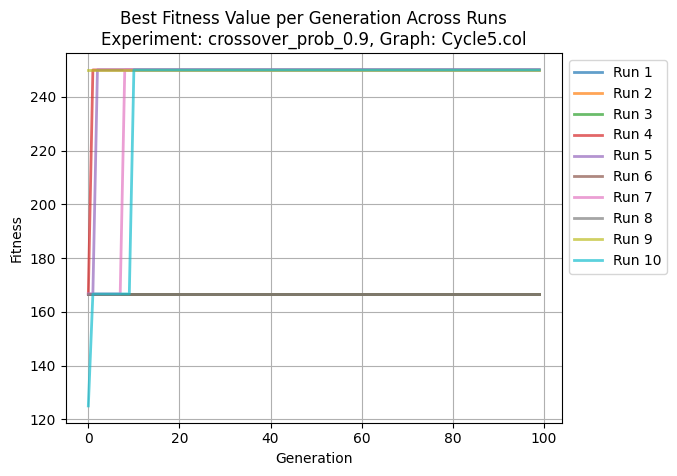 Best Fitness Value per Generation Across Runs
Experiment: crossover_prob_0.9, Graph: Cycle5.col
Fitness
240
220
200
180
160
140
120
0
20
40
60
80
100
Generation
Run 1
Run 2
Run 3
Run 4
Run 5
Run 6
Run 7
Run 8
Run 9
Run 10